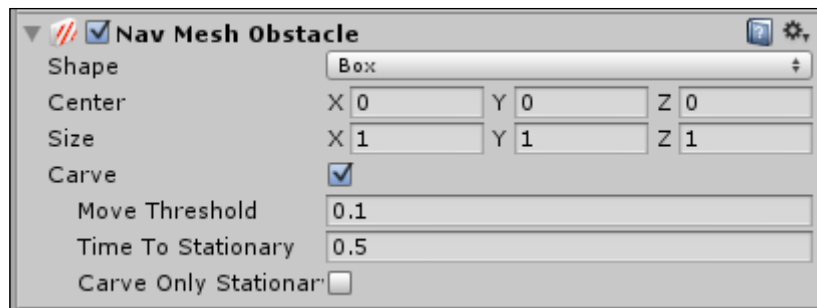 Nav Mesh Obstacle
Shape Box
Center X 0 Y 0 Z 0
Size X 1 Y 1 Z 1
Carve
Move Threshold 0.1
Time To Stationary 0.5
Carve Only Stationar